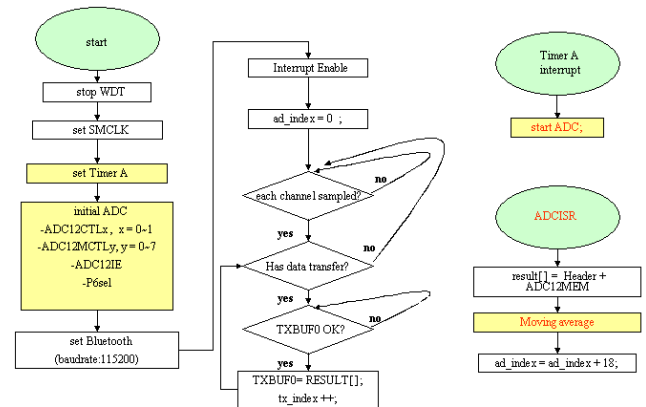 start
stop WDT
set SMCLK
set Timer A
initial ADC
-ADC12CTLx , x = 0~1
-ADC12MCTLy, y = 0~7
-ADC12IE
-P6sel
set Bluetooth
(baudrate:115200)
Interrupt Enable
ad_index = 0 ;
each channel sampled?
no
yes
Has data transfer?
no
yes
TXBUF0 OK?
no
yes
TXBUF0= RESULT[];
tx_index ++;
Timer A
interrupt
start ADC;
ADCISR
result[] = Header +
ADC12MEM
Moving average
ad_index = ad_index + 18;